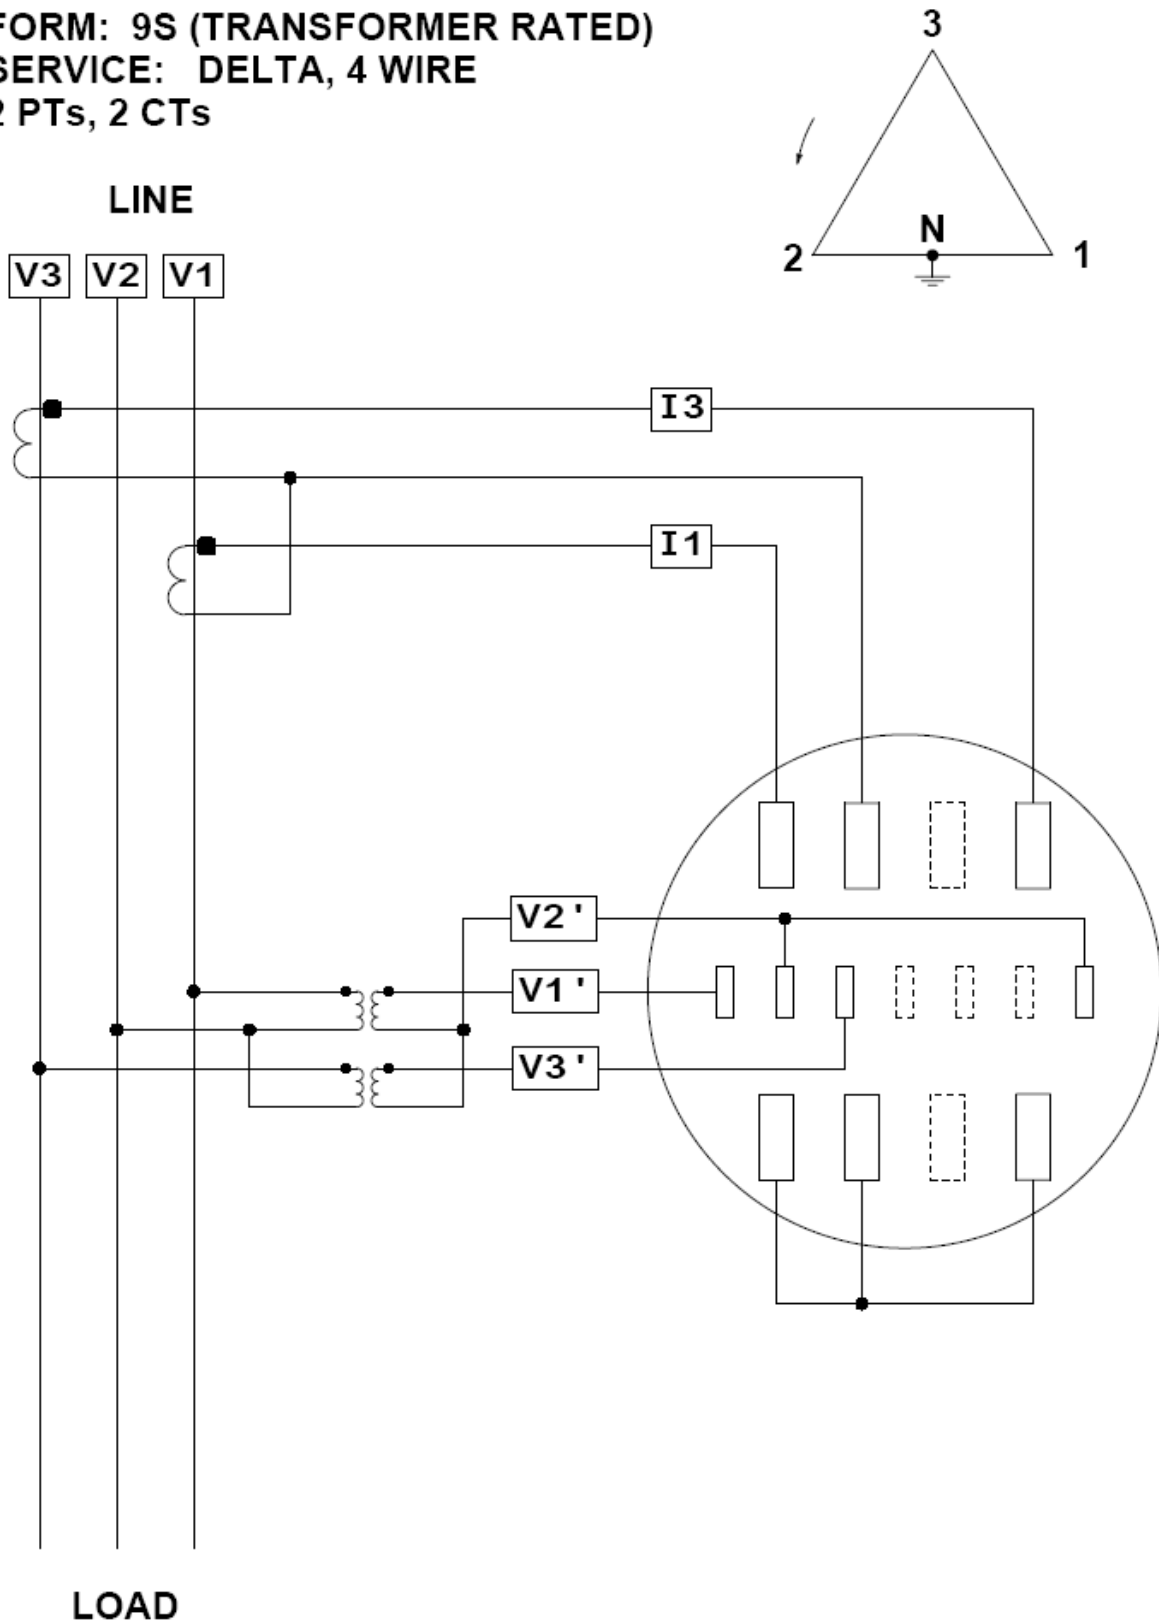 FORM: 9S (TRANSFORMER RATED)
SERVICE: DELTA, 4 WIRE
2 PTs, 2 CTs
3
N
2
1
LINE
V3 V2 V1
I3
I1
V2'
V1'
V3'
LOAD